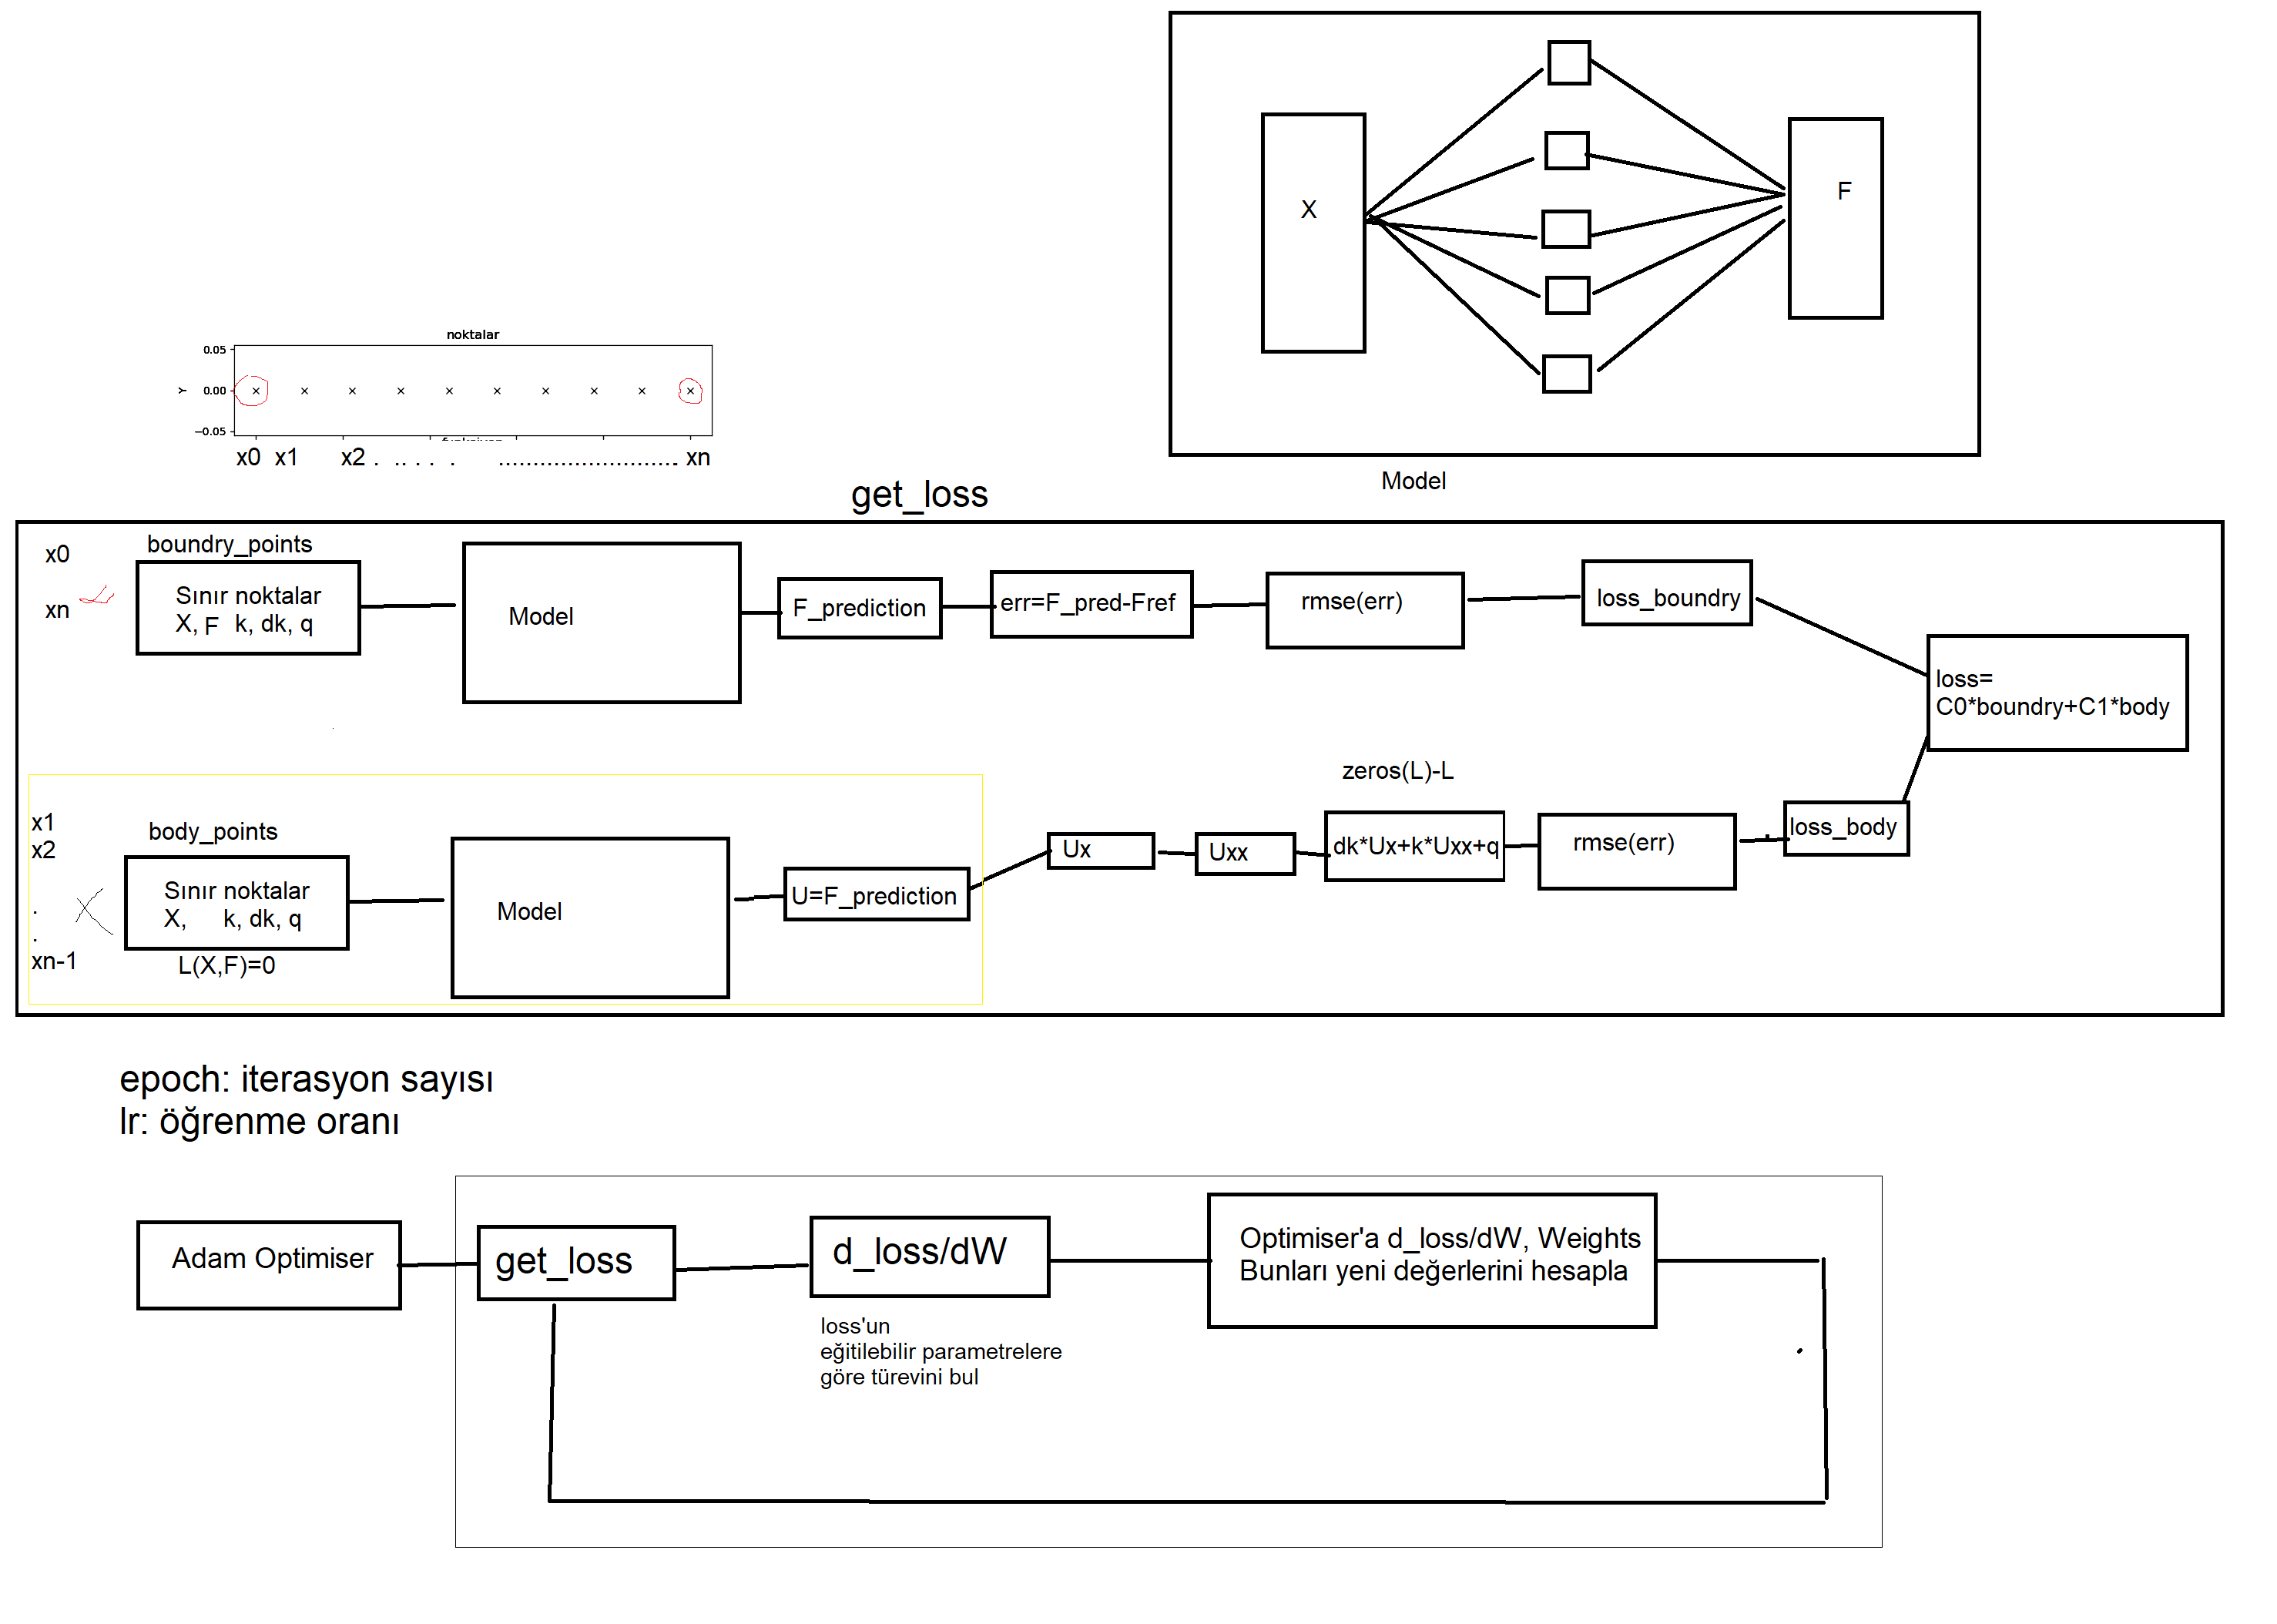 X
F
Model
noktalar
0.05
0.00
−0.05
Y
x0 x1 x2 . .. . . . .......................... xn
get_loss
x0
xn
boundry_points
Sınır noktalar
X, F k, dk, q
Model
F_prediction
err=F_pred-Fref
rmse(err)
loss_boundry
loss=
C0*boundry+C1*body
x1
x2
.
.
xn-1
body_points
Sınır noktalar
X, k, dk, q
L(X,F)=0
Model
U=F_prediction
Ux
Uxx
zeros(L)-L
dk*Ux+k*Uxx+q
rmse(err)
loss_body
epoch: iterasyon sayısı
lr: öğrenme oranı
Adam Optimiser
get_loss
d_loss/dW
loss'un
eğitilebilir parametrelere
göre türevini bul
Optimiser'a d_loss/dW, Weights
Bunları yeni değerlerini hesapla